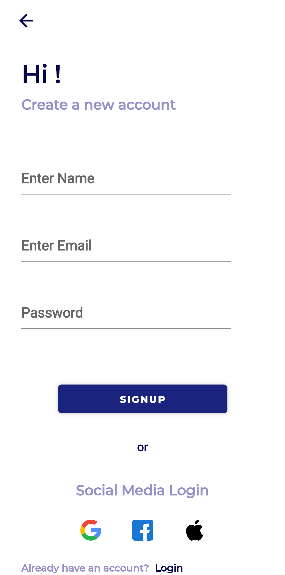 Hi !
Create a new account
Enter Name
Enter Email
Password
SIGNUP
or
Social Media Login
Already have an account? Login